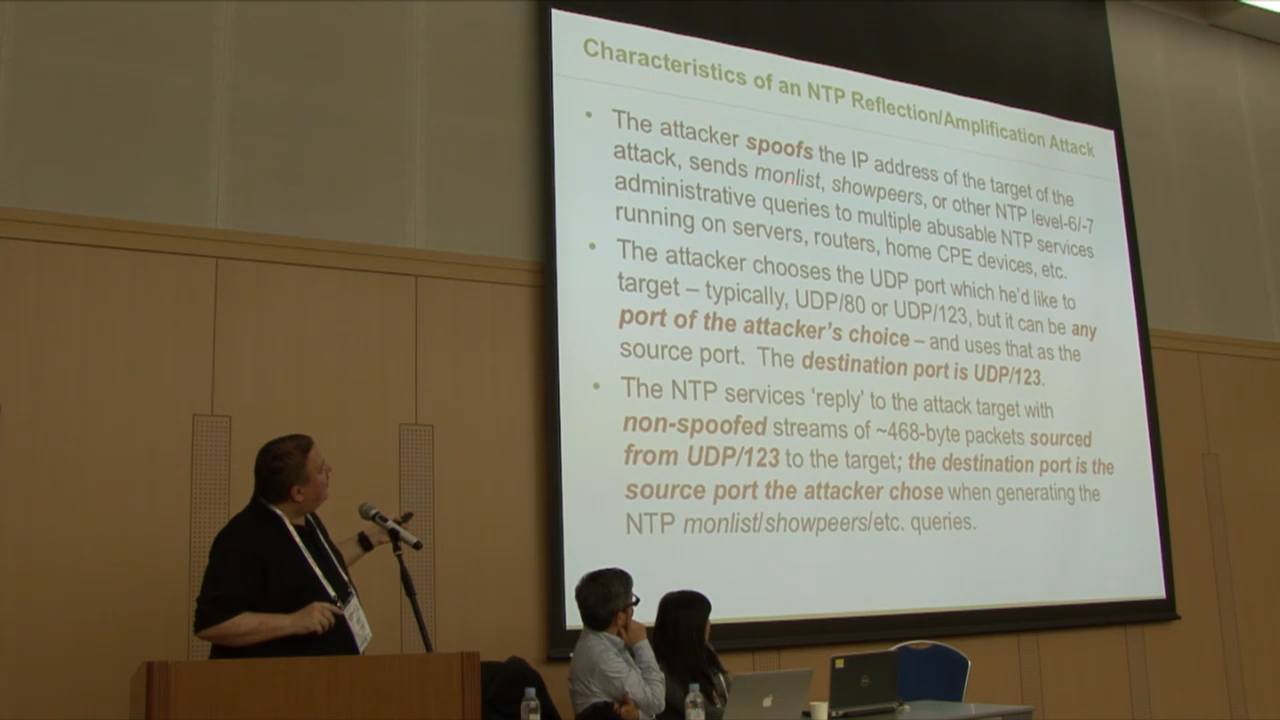 Characteristics of an NTP Reflection/Amplification Attack
• The attacker spoofs the IP address of the target of the
attack, sends monlist, showpeers, or other NTP level-6/-7
administrative queries to multiple abusable NTP services
running on servers, routers, home CPE devices, etc.
• The attacker chooses the UDP port which he'd like to
target – typically, UDP/80 or UDP/123, but it can be any
port of the attacker's choice – and uses that as the
source port. The destination port is UDP/123.
• The NTP services 'reply' to the attack target with
non-spoofed streams of ~468-byte packets sourced
from UDP/123 to the target; the destination port is the
source port the attacker chose when generating the
NTP monlist/showpeers/etc. queries.